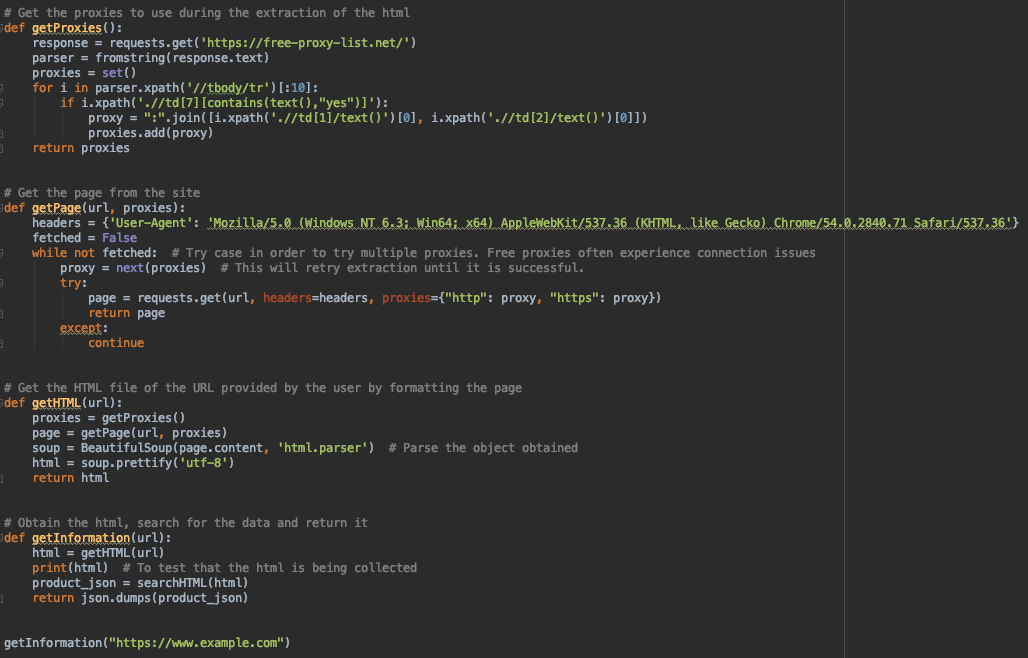 # Get the proxies to use during the extraction of the html
def getProxies():
    response = requests.get('https://free-proxy-list.net/')
    parser = fromstring(response.text)
    proxies = set()
    for i in parser.xpath('//tbody/tr')[:10]:
        if i.xpath('.//td[7][contains(text(),"yes")]'):
            proxy = ":".join([i.xpath('.//td[1]/text()')[0], i.xpath('.//td[2]/text()')[0]])
            proxies.add(proxy)
    return proxies
# Get the page from the site
def getPage(url, proxies):
    headers = {'User-Agent': 'Mozilla/5.0 (Windows NT 6.3; Win64; x64) AppleWebKit/537.36 (KHTML, like Gecko) Chrome/54.0.2840.71 Safari/537.36'}
    fetched = False
    while not fetched:  # Try case in order to try multiple proxies. Free proxies often experience connection issues
        proxy = next(proxies)  # This will retry extraction until it is successful.
        try:
            page = requests.get(url, headers=headers, proxies={"http": proxy, "https": proxy})
            return page
        except:
            continue
# Get the HTML file of the URL provided by the user by formatting the page
def getHTML(url):
    proxies = getProxies()
    page = getPage(url, proxies)
    soup = BeautifulSoup(page.content, 'html.parser')  # Parse the object obtained
    html = soup.prettify('utf-8')
    return html
# Obtain the html, search for the data and return it
def getInformation(url):
    html = getHTML(url)
    print(html)  # To test that the html is being collected
    product_json = searchHTML(html)
    return json.dumps(product_json)
getInformation("https://www.example.com")